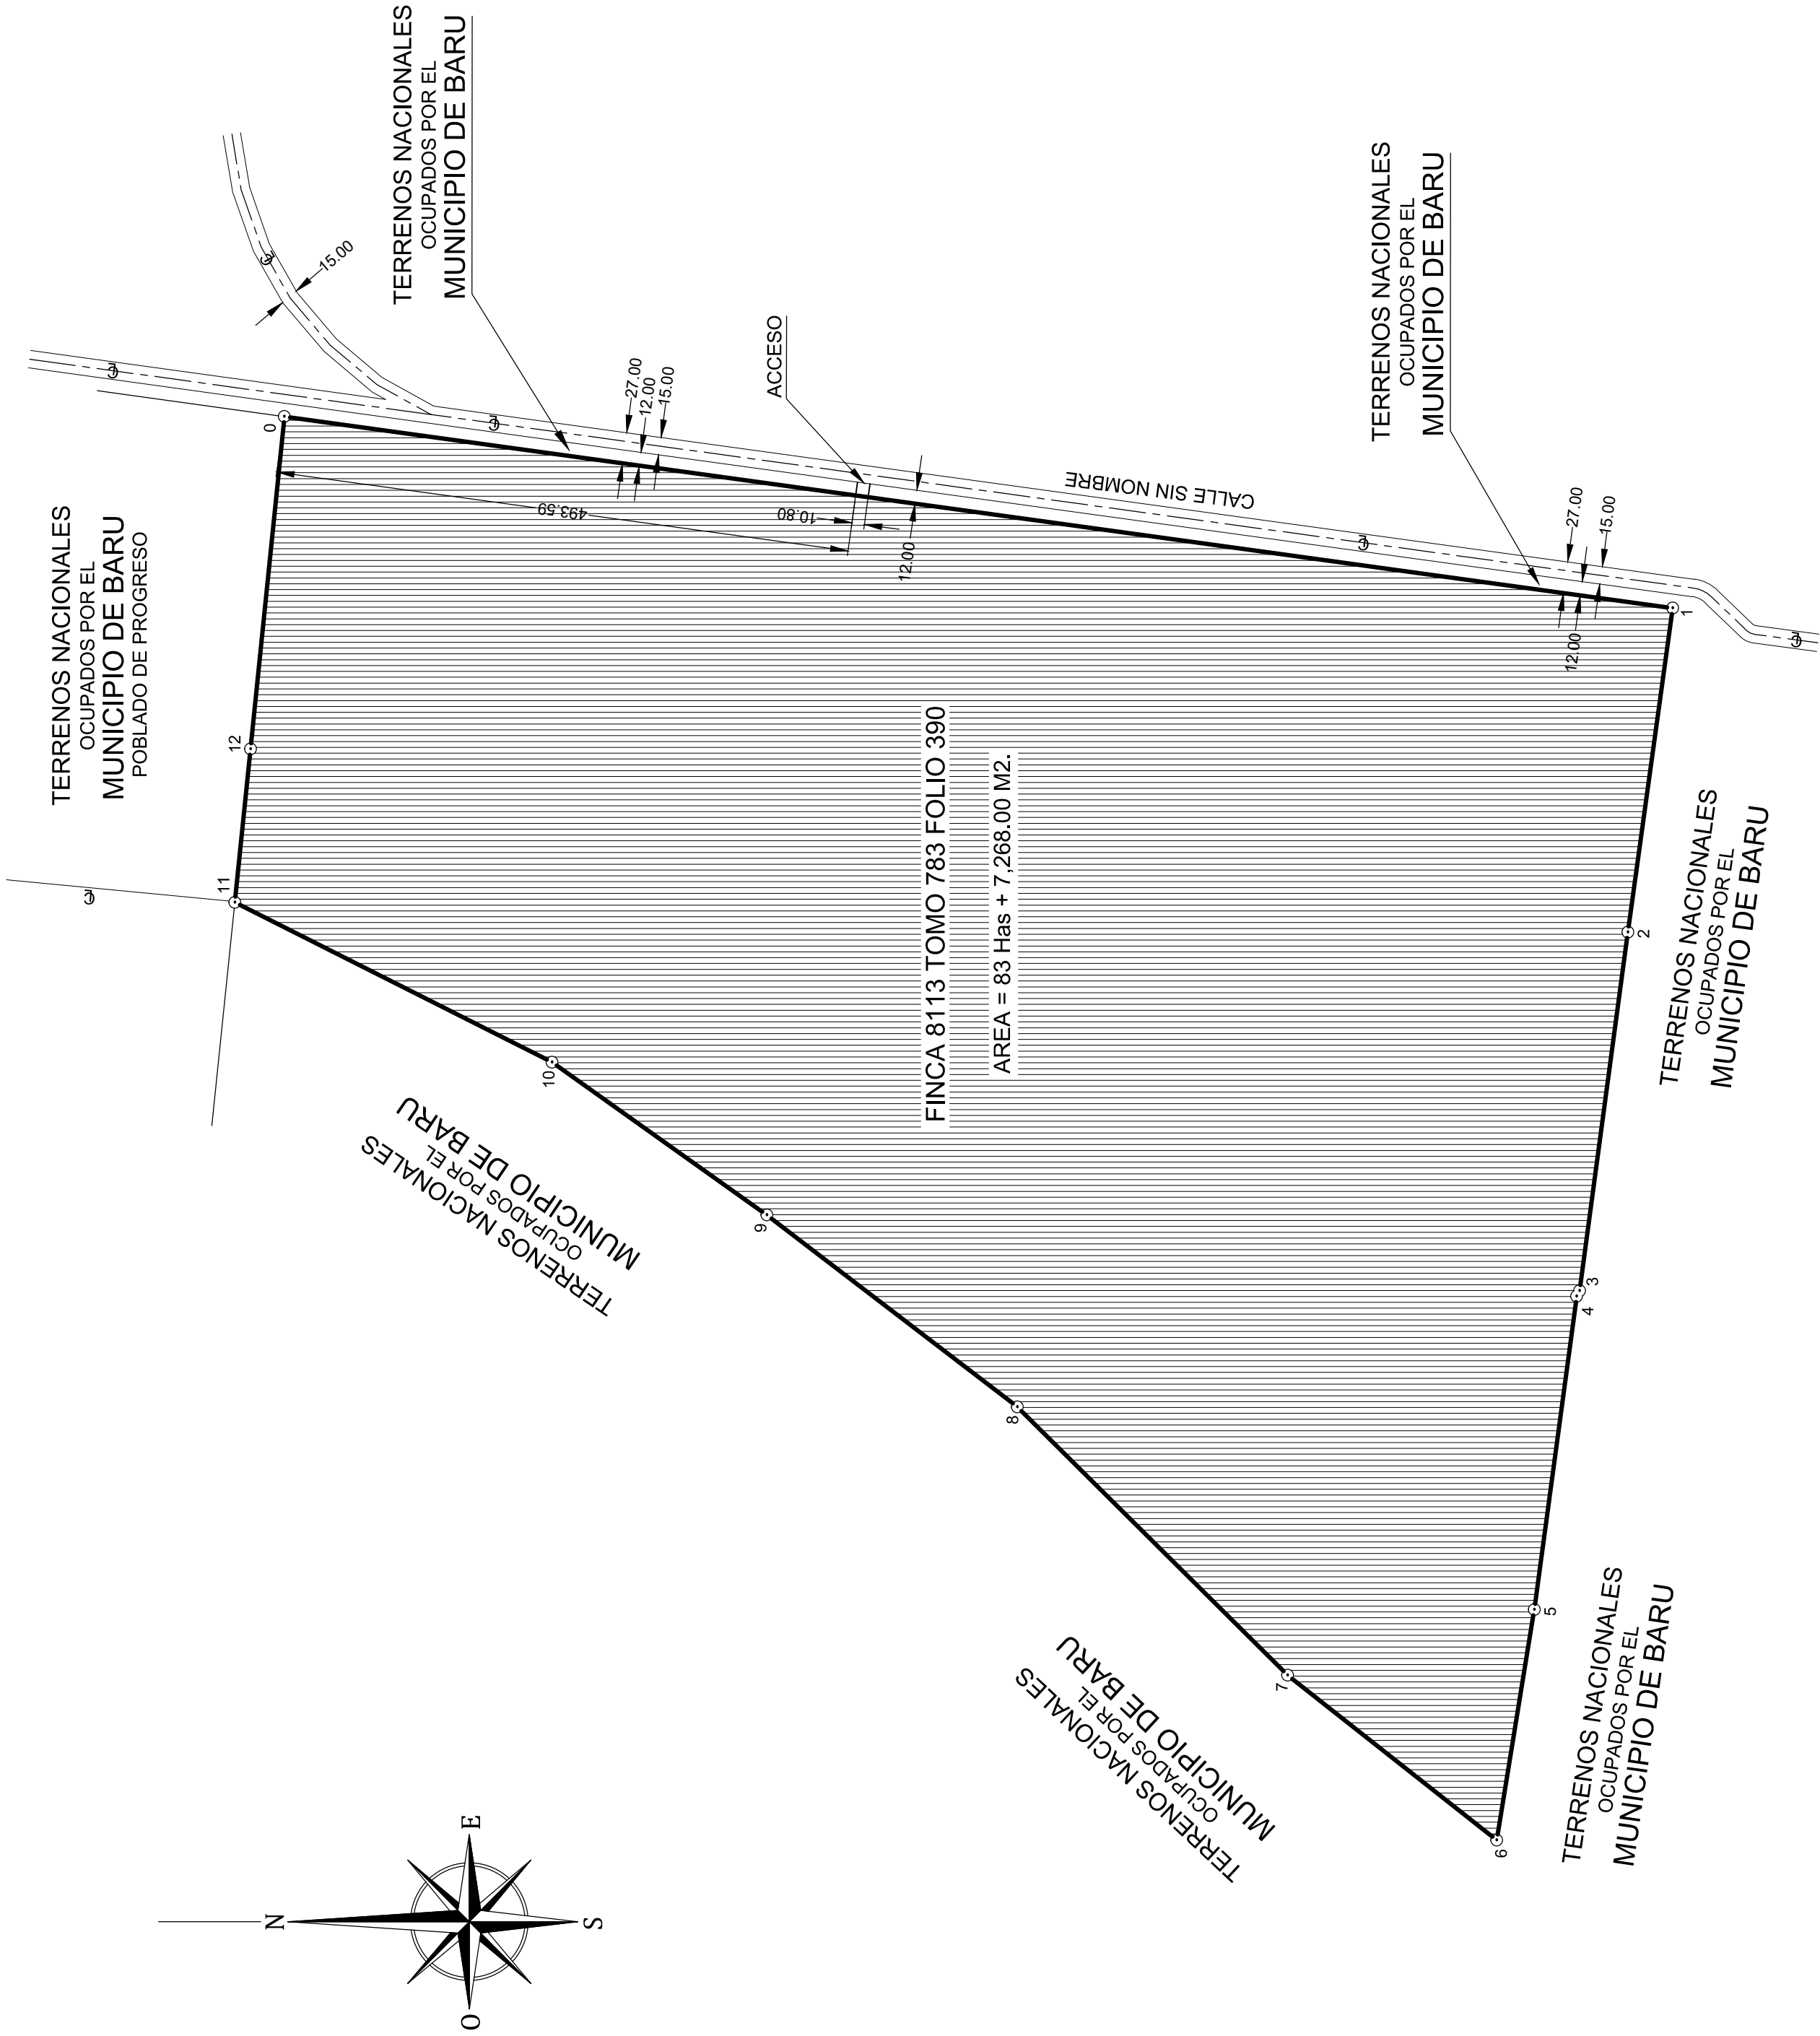 TERRENOS NACIONALES
OCUPADOS POR EL
MUNICIPIO DE BARU
POBLADO DE PROGRESO
TERRENOS NACIONALES
OCUPADOS POR EL
MUNICIPIO DE BARU
15.00
0
12
11
10
9
8
7
6
5
4
3
2
1
27.00
12.00
15.00
ACCESO
493.59
10.80
12.00
CALLE SIN NOMBRE
TERRENOS NACIONALES
OCUPADOS POR EL
MUNICIPIO DE BARU
27.00
15.00
12.00
FINCA 8113 TOMO 783 FOLIO 390
AREA = 83 Has + 7,268.00 M2.
TERRENOS NACIONALES
OCUPADOS POR EL
MUNICIPIO DE BARU
TERRENOS NACIONALES
OCUPADOS POR EL
MUNICIPIO DE BARU
TERRENOS NACIONALES
OCUPADOS POR EL
MUNICIPIO DE BARU
TERRENOS NACIONALES
OCUPADOS POR EL
MUNICIPIO DE BARU
N
E
S
O